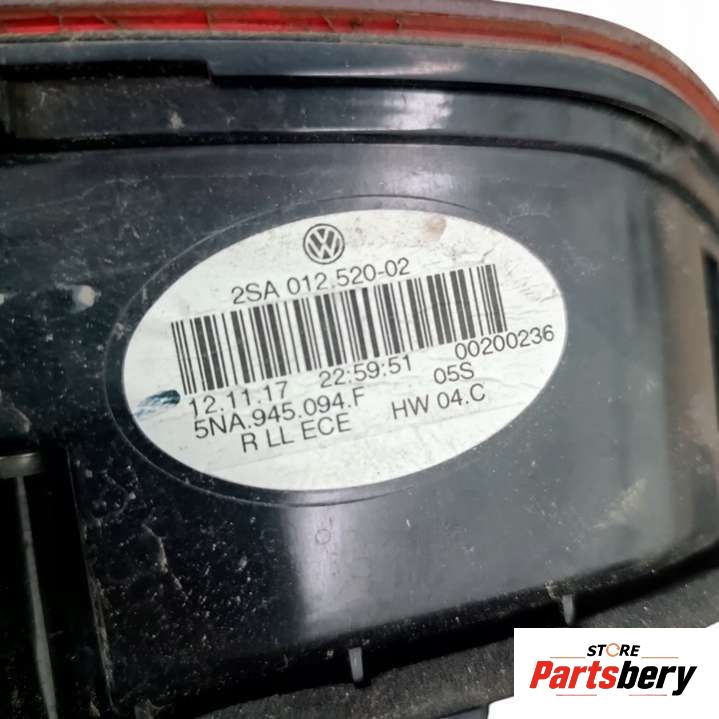 VW
2SA 012.520-02
00200236
12.11.17 22:59:51 05S
5NA.945.094.F HW 04.C
R LL ECE
STORE
Partsbery